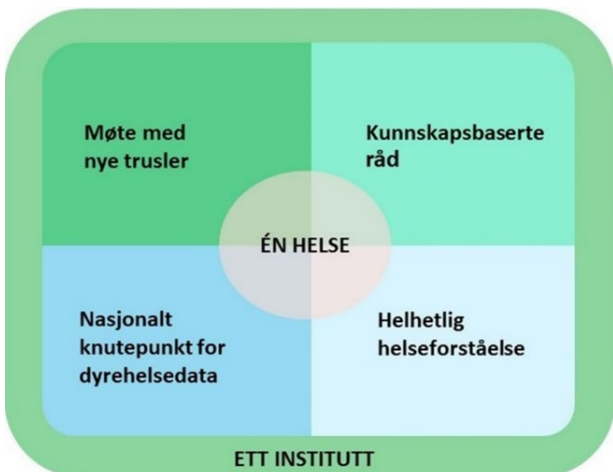 Møte med
nye trusler
Kunnskapsbaserte
råd
ÉN HELSE
Nasjonalt
knutepunkt for
dyrehelsedata
Helhetlig
helseforståelse
ETT INSTITUTT